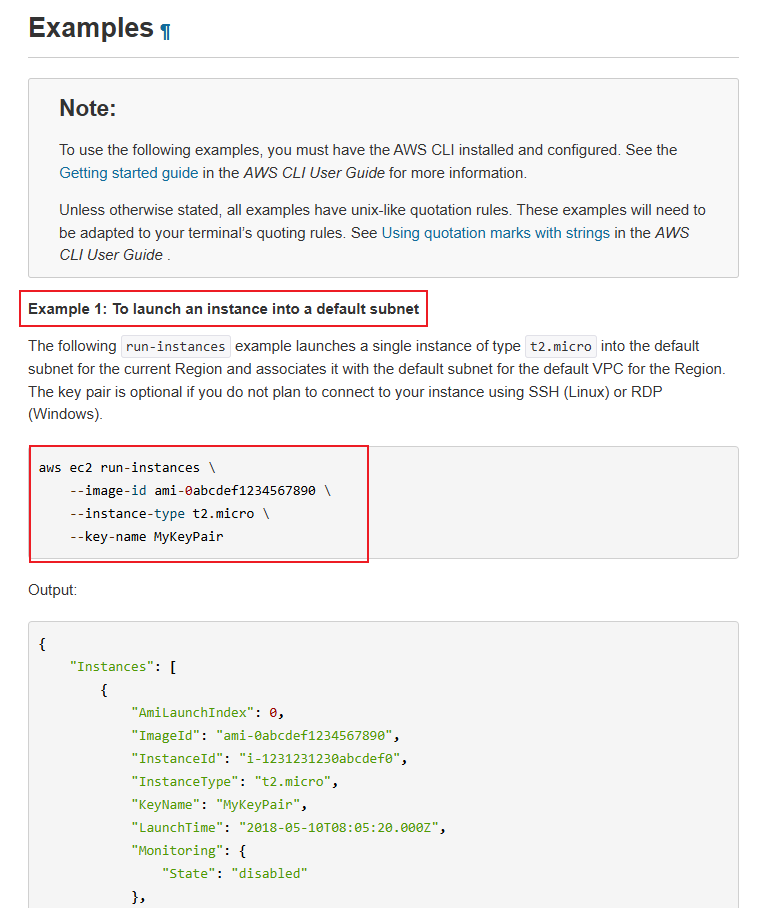 Examples ¶
Note:
To use the following examples, you must have the AWS CLI installed and configured. See the
Getting started guide in the AWS CLI User Guide for more information.
Unless otherwise stated, all examples have unix-like quotation rules. These examples will need to
be adapted to your terminal’s quoting rules. See Using quotation marks with strings in the AWS
CLI User Guide .
Example 1: To launch an instance into a default subnet
The following run-instances example launches a single instance of type t2.micro into the default
subnet for the current Region and associates it with the default subnet for the default VPC for the Region.
The key pair is optional if you do not plan to connect to your instance using SSH (Linux) or RDP
(Windows).
aws ec2 run-instances \
    --image-id ami-0abcdef1234567890 \
    --instance-type t2.micro \
    --key-name MyKeyPair
Output:
{
    "Instances": [
        {
            "AmiLaunchIndex": 0,
            "ImageId": "ami-0abcdef1234567890",
            "InstanceId": "i-1231231230abcdef0",
            "InstanceType": "t2.micro",
            "KeyName": "MyKeyPair",
            "LaunchTime": "2018-05-10T08:05:20.000Z",
            "Monitoring": {
                "State": "disabled"
            },